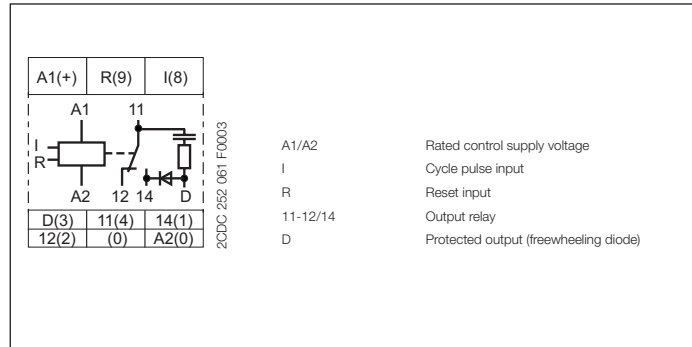 A1(+) R(9) I(8)
A1 11
I
R
A2 12 14 D
D(3) 11(4) 14(1)
12(2) (0) A2(0)
2CDC 252 061 F0003
A1/A2 Rated control supply voltage
I Cycle pulse input
R Reset input
11-12/14 Output relay
D Protected output (freewheeling diode)